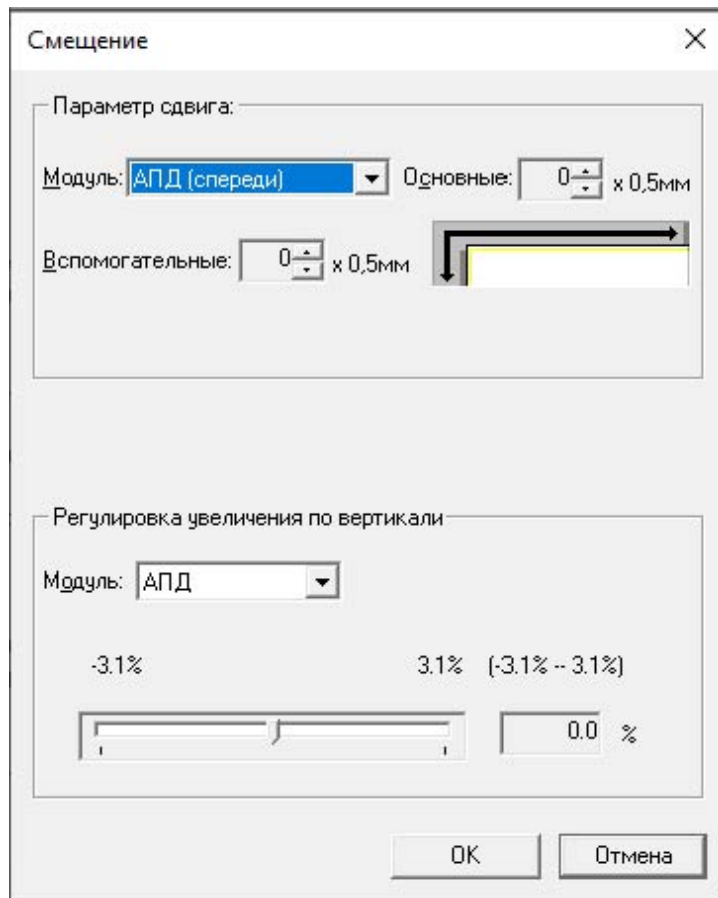 Смещение
Параметр сдвига:
Модуль: АПД (спереди) Основные: 0 x 0,5мм
Вспомогательные: 0 x 0,5мм
Регулировка увеличения по вертикали
Модуль: АПД
-3.1% 3.1% (-3.1% -- 3.1%)
0.0 %
OK Отмена